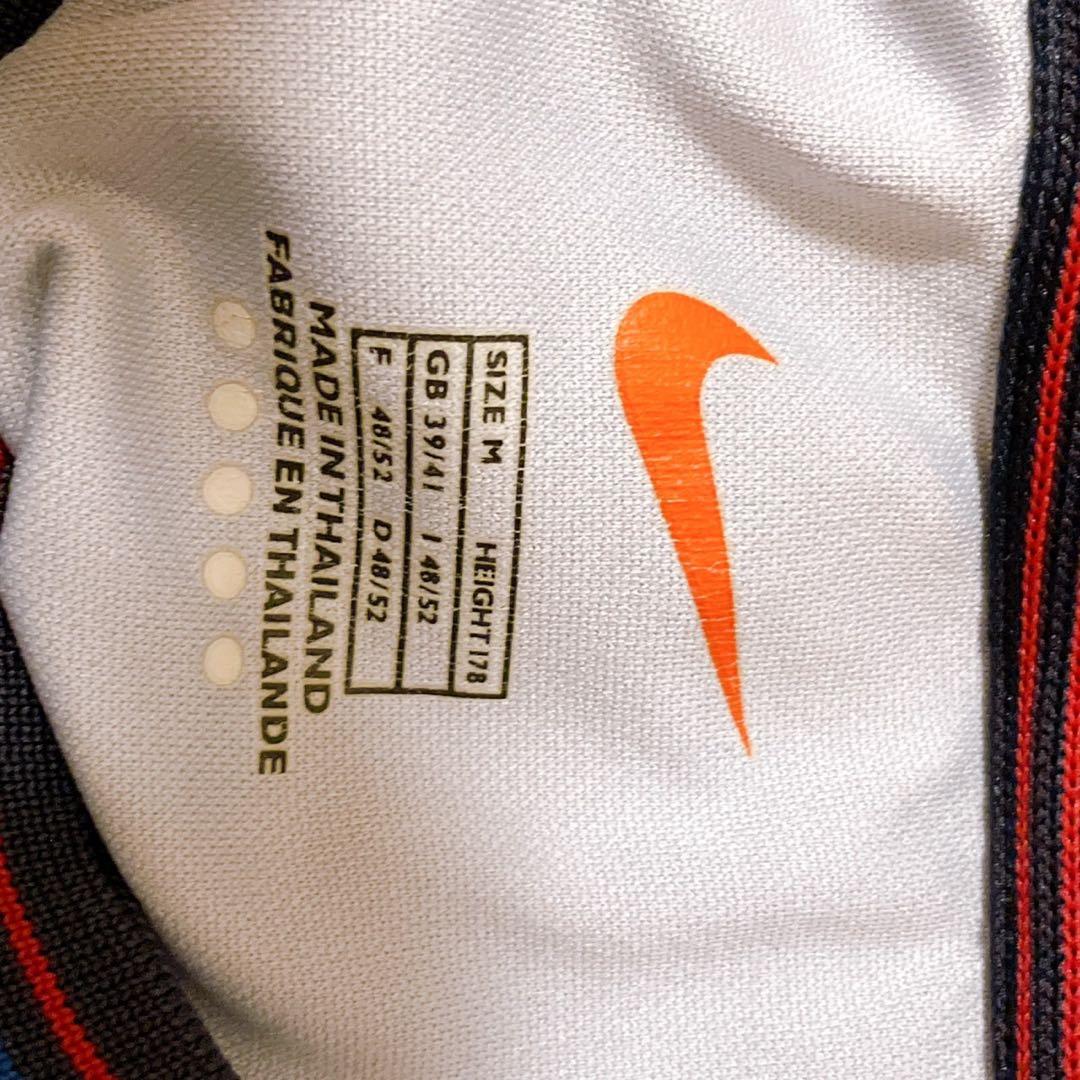 SIZE M HEIGHT 178
GB 39/41 I 48/52
F 48/52 D 48/52
MADE IN THAILAND
FABRIQUE EN THAILANDE